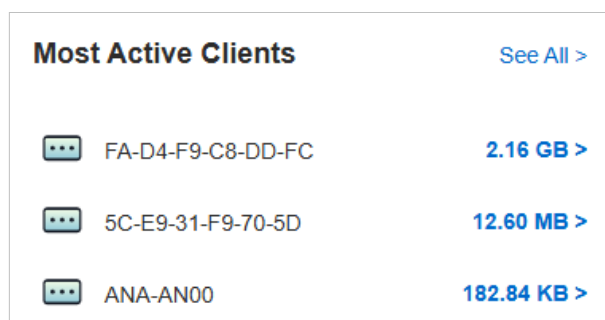 Most Active Clients See All >
FA-D4-F9-C8-DD-FC 2.16 GB >
5C-E9-31-F9-70-5D 12.60 MB >
ANA-AN00 182.84 KB >